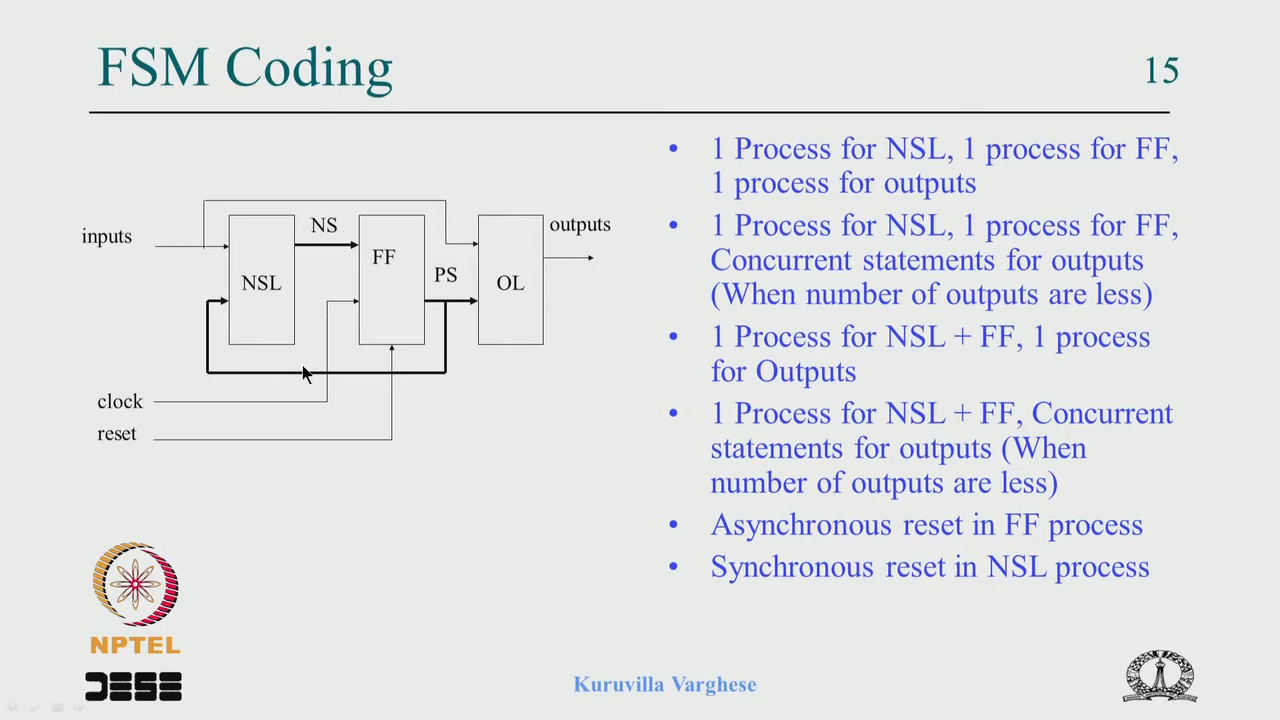 FSM Coding
15
inputs
NSL
NS
FF
PS
OL
outputs
clock
reset
• 1 Process for NSL, 1 process for FF,
1 process for outputs
• 1 Process for NSL, 1 process for FF,
Concurrent statements for outputs
(When number of outputs are less)
• 1 Process for NSL + FF, 1 process
for Outputs
• 1 Process for NSL + FF, Concurrent
statements for outputs (When
number of outputs are less)
• Asynchronous reset in FF process
• Synchronous reset in NSL process
NPTEL
DESE
Kuruvilla Varghese